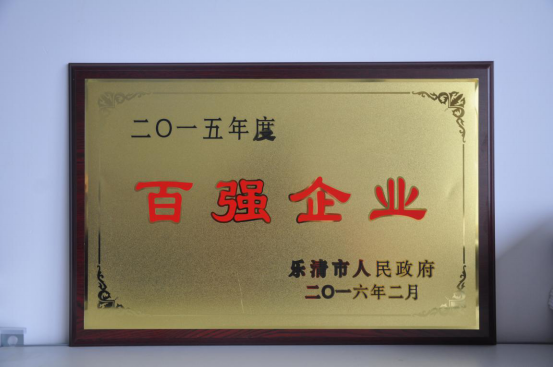 二〇一五年度
百强企业
乐清市人民政府
二〇一六年二月